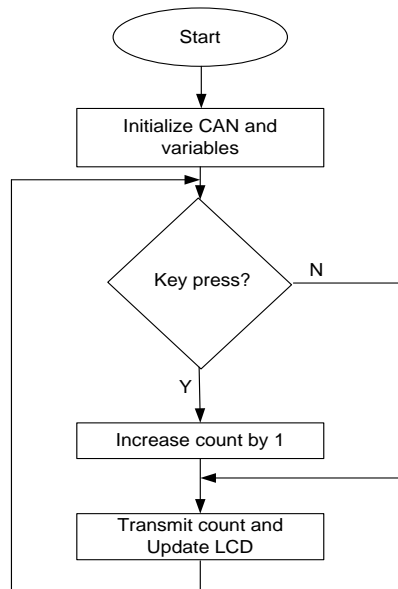 Start
Initialize CAN and
variables
Key press?
N
Y
Increase count by 1
Transmit count and
Update LCD